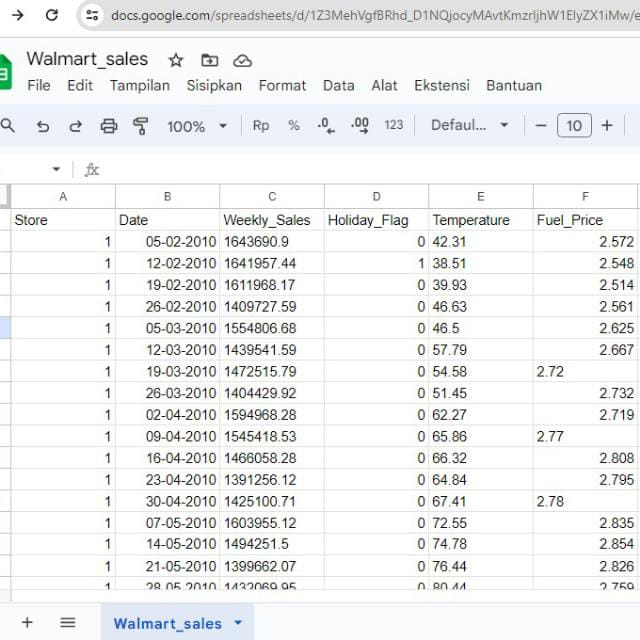 docs.google.com/spreadsheets/d/1Z3MehVgfBRhd_D1NQjocyMAvtKmzrIjhW1ElyZX1iMw/e
Walmart_sales
File Edit Tampilan Sisipkan Format Data Alat Ekstensi Bantuan
100% Rp % .0 .00 123 Defaul... − 10 +
fx
A B C D E F
Store Date Weekly_Sales Holiday_Flag Temperature Fuel_Price
1 05-02-2010 1643690.9 0 42.31 2.572
1 12-02-2010 1641957.44 1 38.51 2.548
1 19-02-2010 1611968.17 0 39.93 2.514
1 26-02-2010 1409727.59 0 46.63 2.561
1 05-03-2010 1554806.68 0 46.5 2.625
1 12-03-2010 1439541.59 0 57.79 2.667
1 19-03-2010 1472515.79 0 54.58 2.72
1 26-03-2010 1404429.92 0 51.45 2.732
1 02-04-2010 1594968.28 0 62.27 2.719
1 09-04-2010 1545418.53 0 65.86 2.77
1 16-04-2010 1466058.28 0 66.32 2.808
1 23-04-2010 1391256.12 0 64.84 2.795
1 30-04-2010 1425100.71 0 67.41 2.78
1 07-05-2010 1603955.12 0 72.55 2.835
1 14-05-2010 1494251.5 0 74.78 2.854
1 21-05-2010 1399662.07 0 76.44 2.826
1 28-05-2010 1432069.95 0 80.44 2.759
+ Walmart_sales